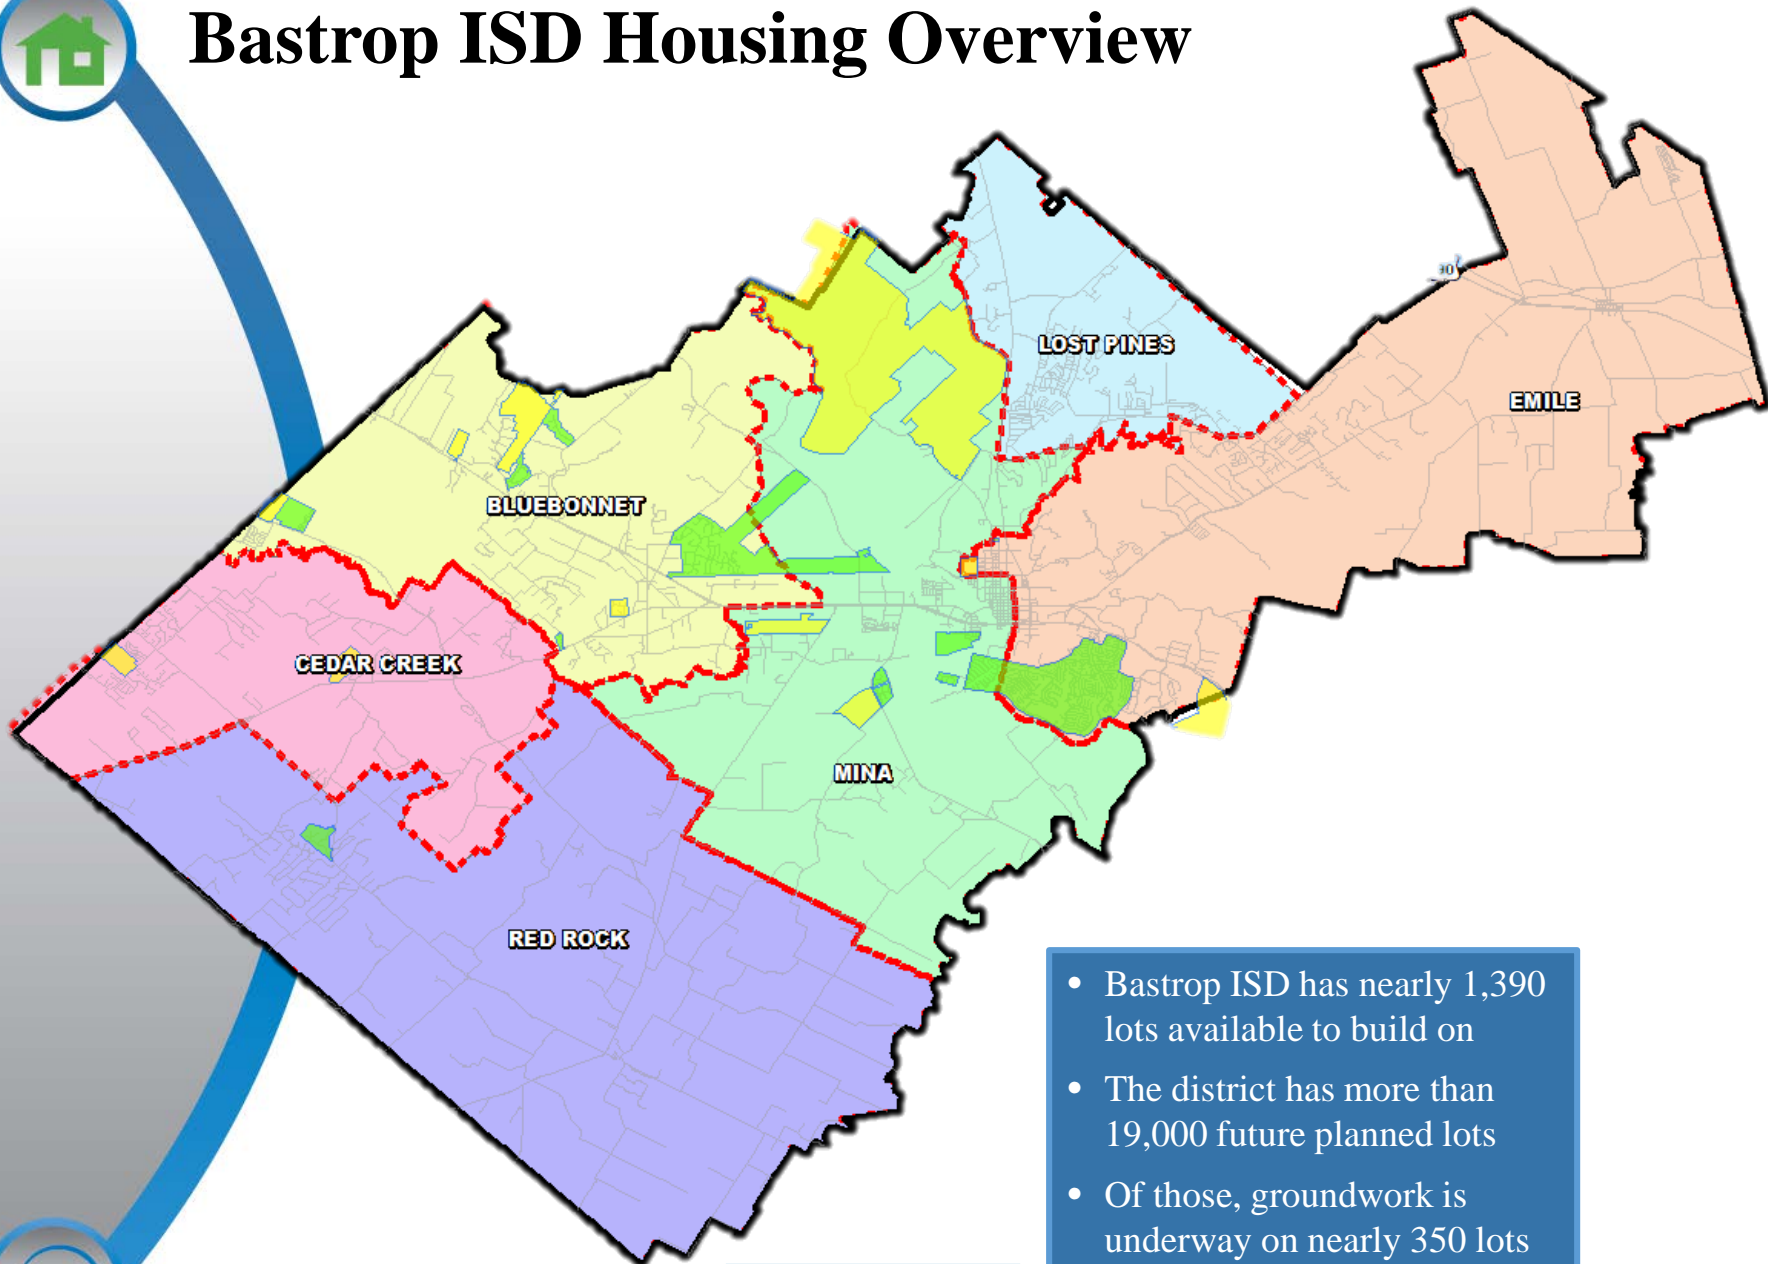 Bastrop ISD Housing Overview
LOST PINES
EMILE
BLUEBONNET
CEDAR CREEK
MINA
RED ROCK
• Bastrop ISD has nearly 1,390
lots available to build on
• The district has more than
19,000 future planned lots
• Of those, groundwork is
underway on nearly 350 lots